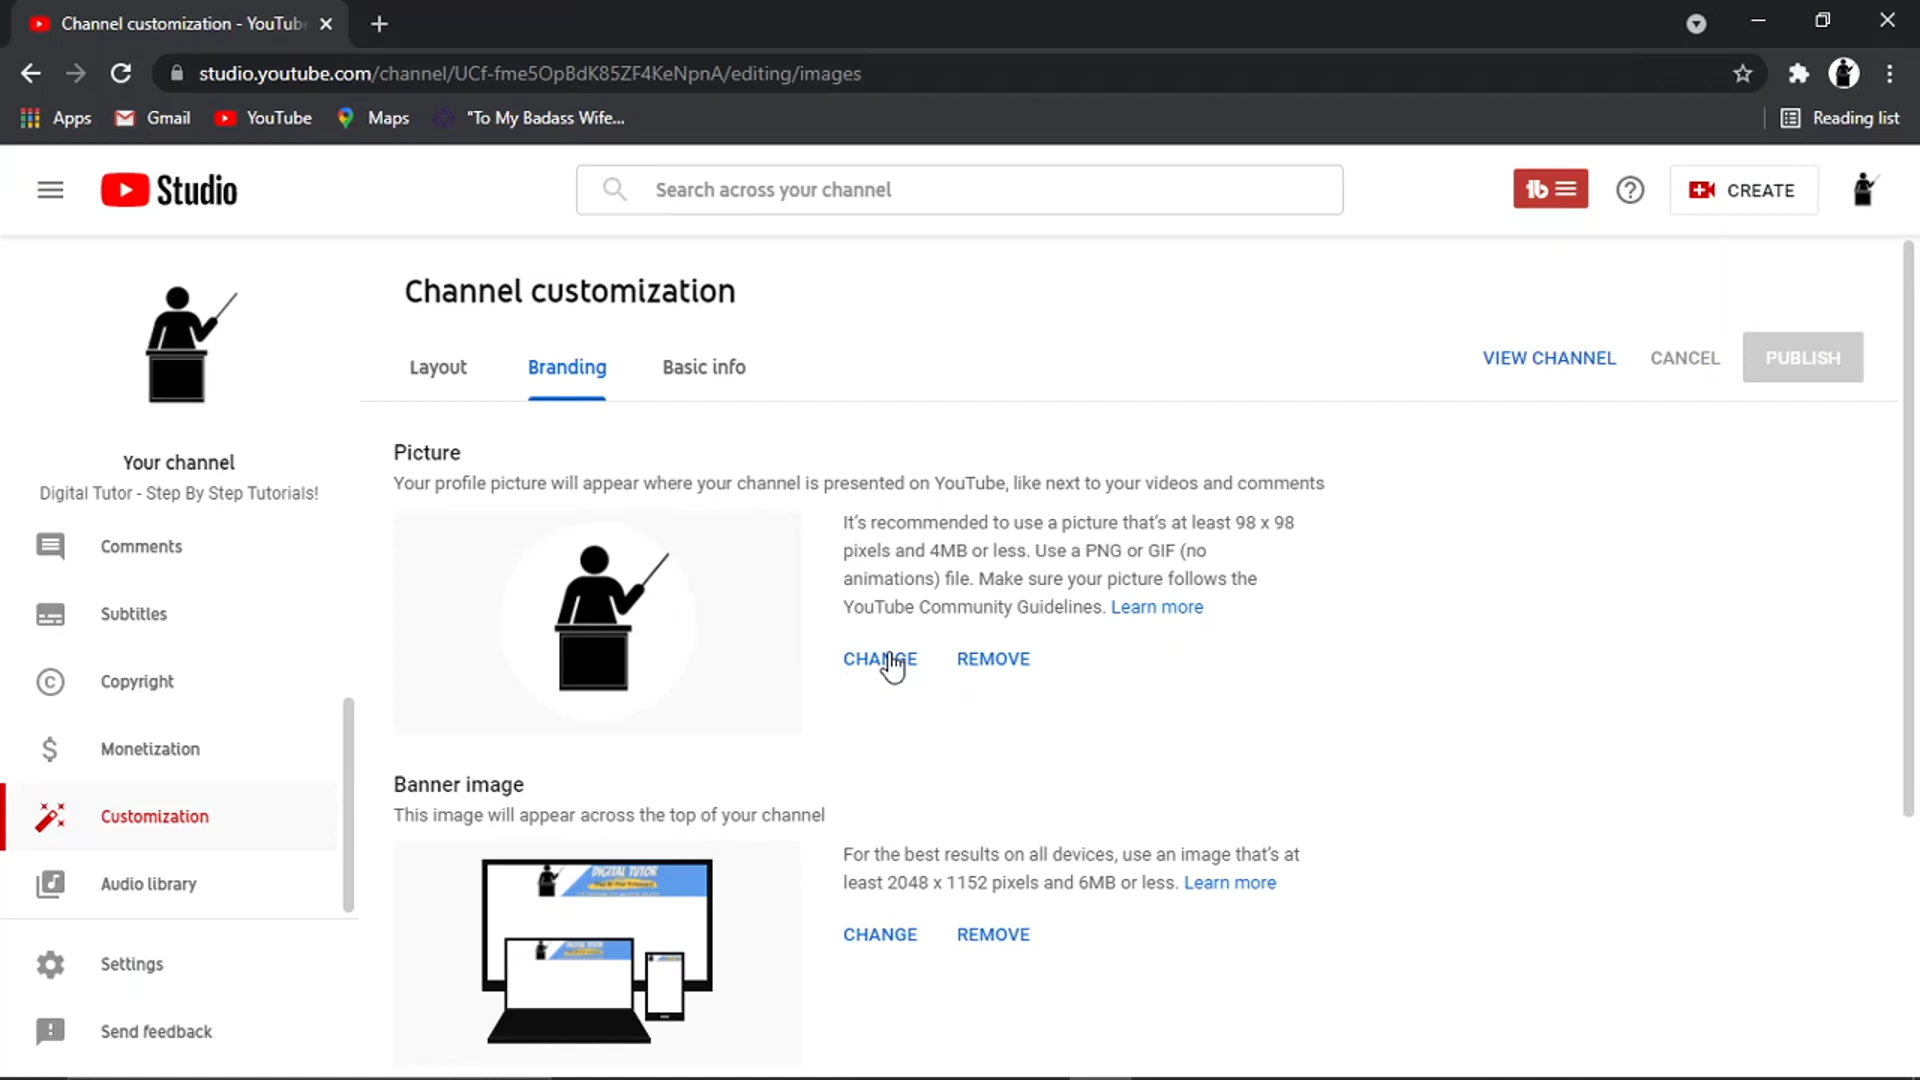 Channel customization - YouTub
studio.youtube.com/channel/UCf-fme5OpBdK85ZF4KeNpnA/editing/images
Apps
Gmail
YouTube
Maps
"To My Badass Wife...
Reading list
Studio
Search across your channel
CREATE
Channel customization
Layout
Branding
Basic info
VIEW CHANNEL
CANCEL
PUBLISH
Your channel
Digital Tutor - Step By Step Tutorials!
Comments
Subtitles
Copyright
Monetization
Customization
Audio library
Settings
Send feedback
Picture
Your profile picture will appear where your channel is presented on YouTube, like next to your videos and comments
It's recommended to use a picture that's at least 98 x 98
pixels and 4MB or less. Use a PNG or GIF (no
animations) file. Make sure your picture follows the
YouTube Community Guidelines. Learn more
CHANGE
REMOVE
Banner image
This image will appear across the top of your channel
DIGITAL TUTOR
DIGITAL TUTOR
For the best results on all devices, use an image that's at
least 2048 x 1152 pixels and 6MB or less. Learn more
CHANGE
REMOVE